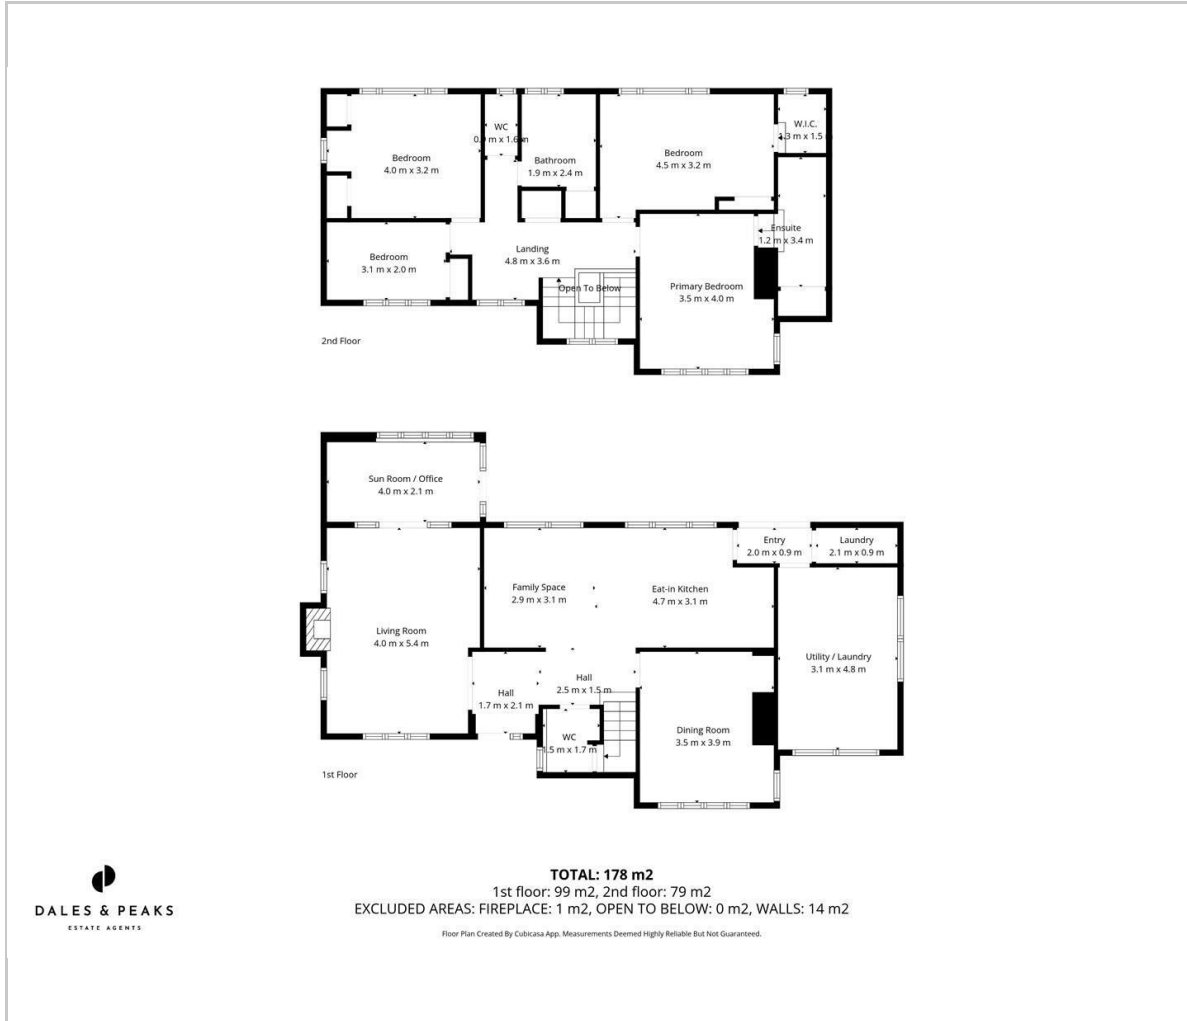 WC
0.9 m x 1.6 m
W.I.C.
1.3 m x 1.5
Bedroom
4.0 m x 3.2 m
Bathroom
1.9 m x 2.4 m
Bedroom
4.5 m x 3.2 m
Ensuite
1.2 m x 3.4 m
Bedroom
3.1 m x 2.0 m
Landing
4.8 m x 3.6 m
Open To Below
Primary Bedroom
3.5 m x 4.0 m
2nd Floor
Sun Room / Office
4.0 m x 2.1 m
Entry
2.0 m x 0.9 m
Laundry
2.1 m x 0.9 m
Family Space
2.9 m x 3.1 m
Eat-in Kitchen
4.7 m x 3.1 m
Living Room
4.0 m x 5.4 m
Utility / Laundry
3.1 m x 4.8 m
Hall
1.7 m x 2.1 m
Hall
2.5 m x 1.5 m
WC
1.5 m x 1.7 m
Dining Room
3.5 m x 3.9 m
1st Floor
DALES & PEAKS
ESTATE AGENTS
TOTAL: 178 m2
1st floor: 99 m2, 2nd floor: 79 m2
EXCLUDED AREAS: FIREPLACE: 1 m2, OPEN TO BELOW: 0 m2, WALLS: 14 m2
Floor Plan Created By Cubicasa App. Measurements Deemed Highly Reliable But Not Guaranteed.